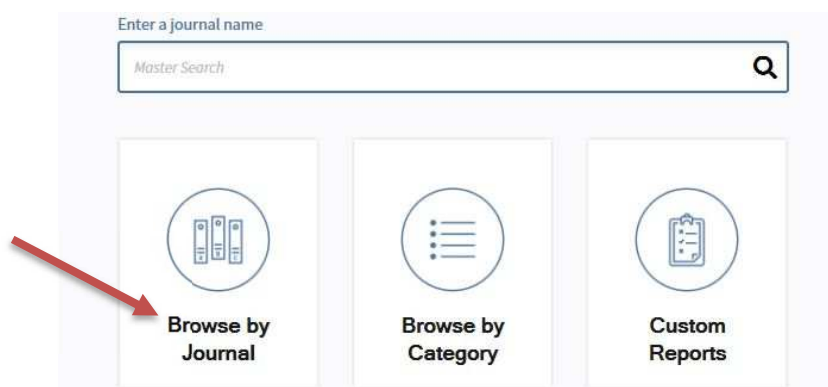 Enter a journal name
Master Search
Browse by
Journal
Browse by
Category
Custom
Reports